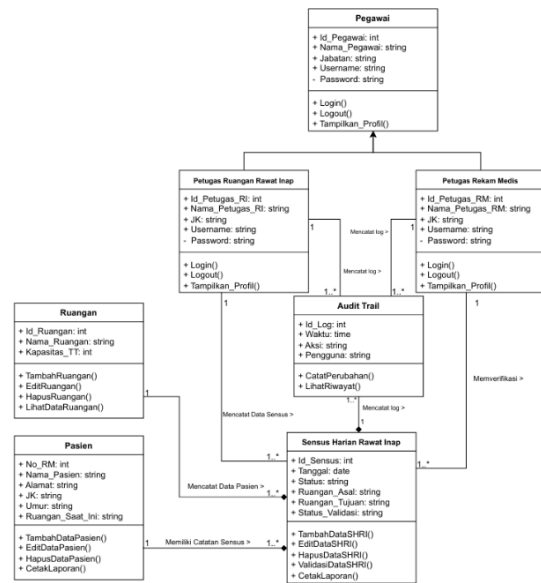 Pegawai
+ Id_Pegawai: int
+ Nama_Pegawai: string
+ Jabatan: string
+ Username: string
- Password: string
+ Login()
+ Logout()
+ Tampilkan_Profil()
Petugas Ruangan Rawat Inap
+ Id_Petugas_RI: int
+ Nama_Petugas_RI: string
+ JK: string
+ Username: string
- Password: string
+ Login()
+ Logout()
+ Tampilkan_Profil()
Petugas Rekam Medis
+ Id_Petugas_RM: int
+ Nama_Petugas_RM: string
+ JK: string
+ Username: string
- Password: string
+ Login()
+ Logout()
+ Tampilkan_Profil()
1
Mencatat log >
1..*
1
Mencatat log >
1..*
Audit Trail
+ Id_Log: int
+ Waktu: time
+ Aksi: string
+ Pengguna: string
+ CatatPerubahan()
+ LihatRiwayat()
Ruangan
+ Id_Ruangan: int
+ Nama_Ruangan: string
+ Kapasitas_TT: int
+ TambahRuangan()
+ EditRuangan()
+ HapusRuangan()
+ LihatDataRuangan()
1
Mencatat Data Sensus >
1..*
1
Memverifikasi >
1..*
1..*
Mencatat log >
1
Sensus Harian Rawat Inap
+ Id_Sensus: int
+ Tanggal: date
+ Status: string
+ Ruangan_Asal: string
+ Ruangan_Tujuan: string
+ Status_Validasi: string
+ TambahDataSHRI()
+ EditDataSHRI()
+ HapusDataSHRI()
+ ValidasiDataSHRI()
+ CetakLaporan()
1
Mencatat Data Pasien >
1..*
Pasien
+ No_RM: int
+ Nama_Pasien: string
+ Alamat: string
+ JK: string
+ Umur: string
+ Ruangan_Saat_Ini: string
+ TambahDataPasien()
+ EditDataPasien()
+ HapusDataPasien()
+ CetakLaporan()
1
Memiliki Catatan Sensus >
1..*